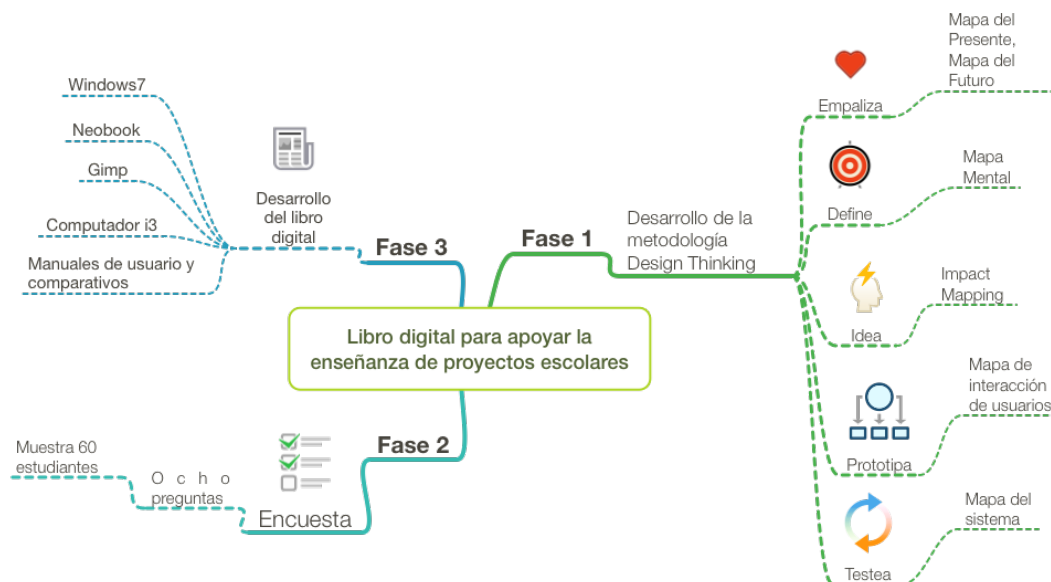 Libro digital para apoyar la
enseñanza de proyectos escolares
Fase 1
Desarrollo de la
metodología
Design Thinking
Empaliza
Mapa del
Presente,
Mapa del
Futuro
Define
Mapa
Mental
Idea
Impact
Mapping
Prototipa
Mapa de
interacción
de usuarios
Testea
Mapa del
sistema
Fase 2
Encuesta
O c h o
preguntas
Muestra 60
estudiantes
Fase 3
Desarrollo
del libro
digital
Windows7
Neobook
Gimp
Computador i3
Manuales de usuario y
comparativos